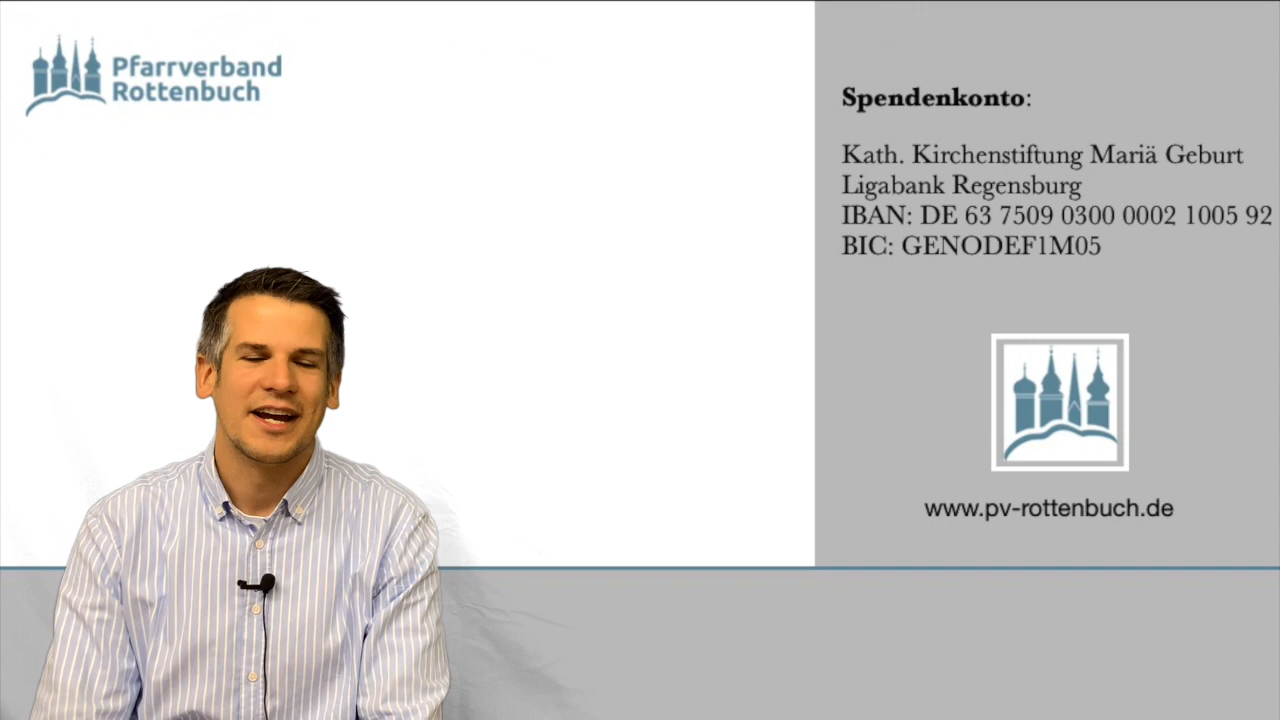 Pfarrverband
Rottenbuch
Spendenkonto:
Kath. Kirchenstiftung Mariä Geburt
Ligabank Regensburg
IBAN: DE 63 7509 0300 0002 1005 92
BIC: GENODEF1M05
www.pv-rottenbuch.de